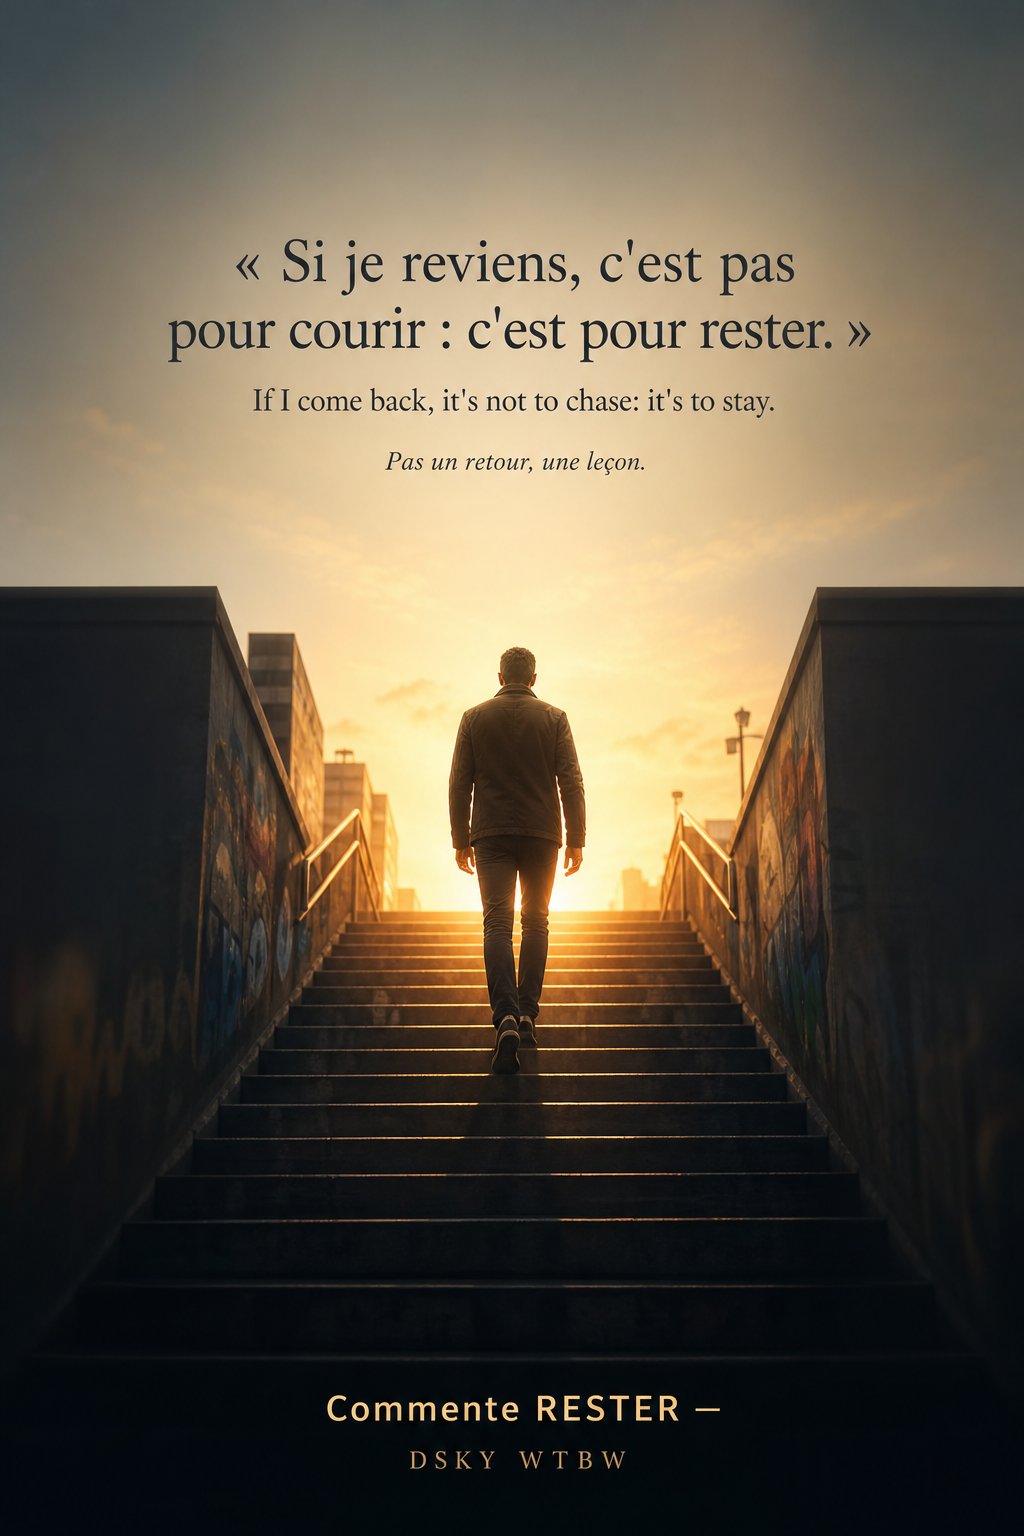 « Si je reviens, c'est pas
pour courir : c'est pour rester. »
If I come back, it's not to chase: it's to stay.
Pas un retour, une leçon.
Commente RESTER —
DSKY WTBW